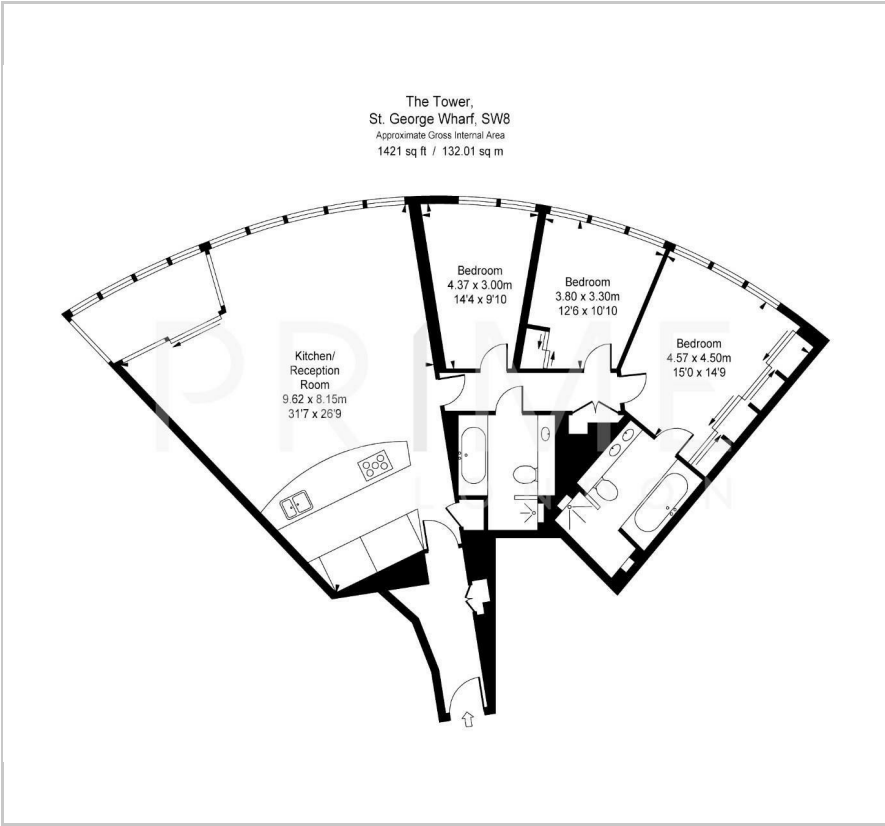 The Tower,
St. George Wharf, SW8
Approximate Gross Internal Area
1421 sq ft / 132.01 sq m
Bedroom
4.37 x 3.00m
14'4 x 9'10
Bedroom
3.80 x 3.30m
12'6 x 10'10
Bedroom
4.57 x 4.50m
15'0 x 14'9
Kitchen/
Reception
Room
9.62 x 8.15m
31'7 x 26'9
PRIME
LONDON